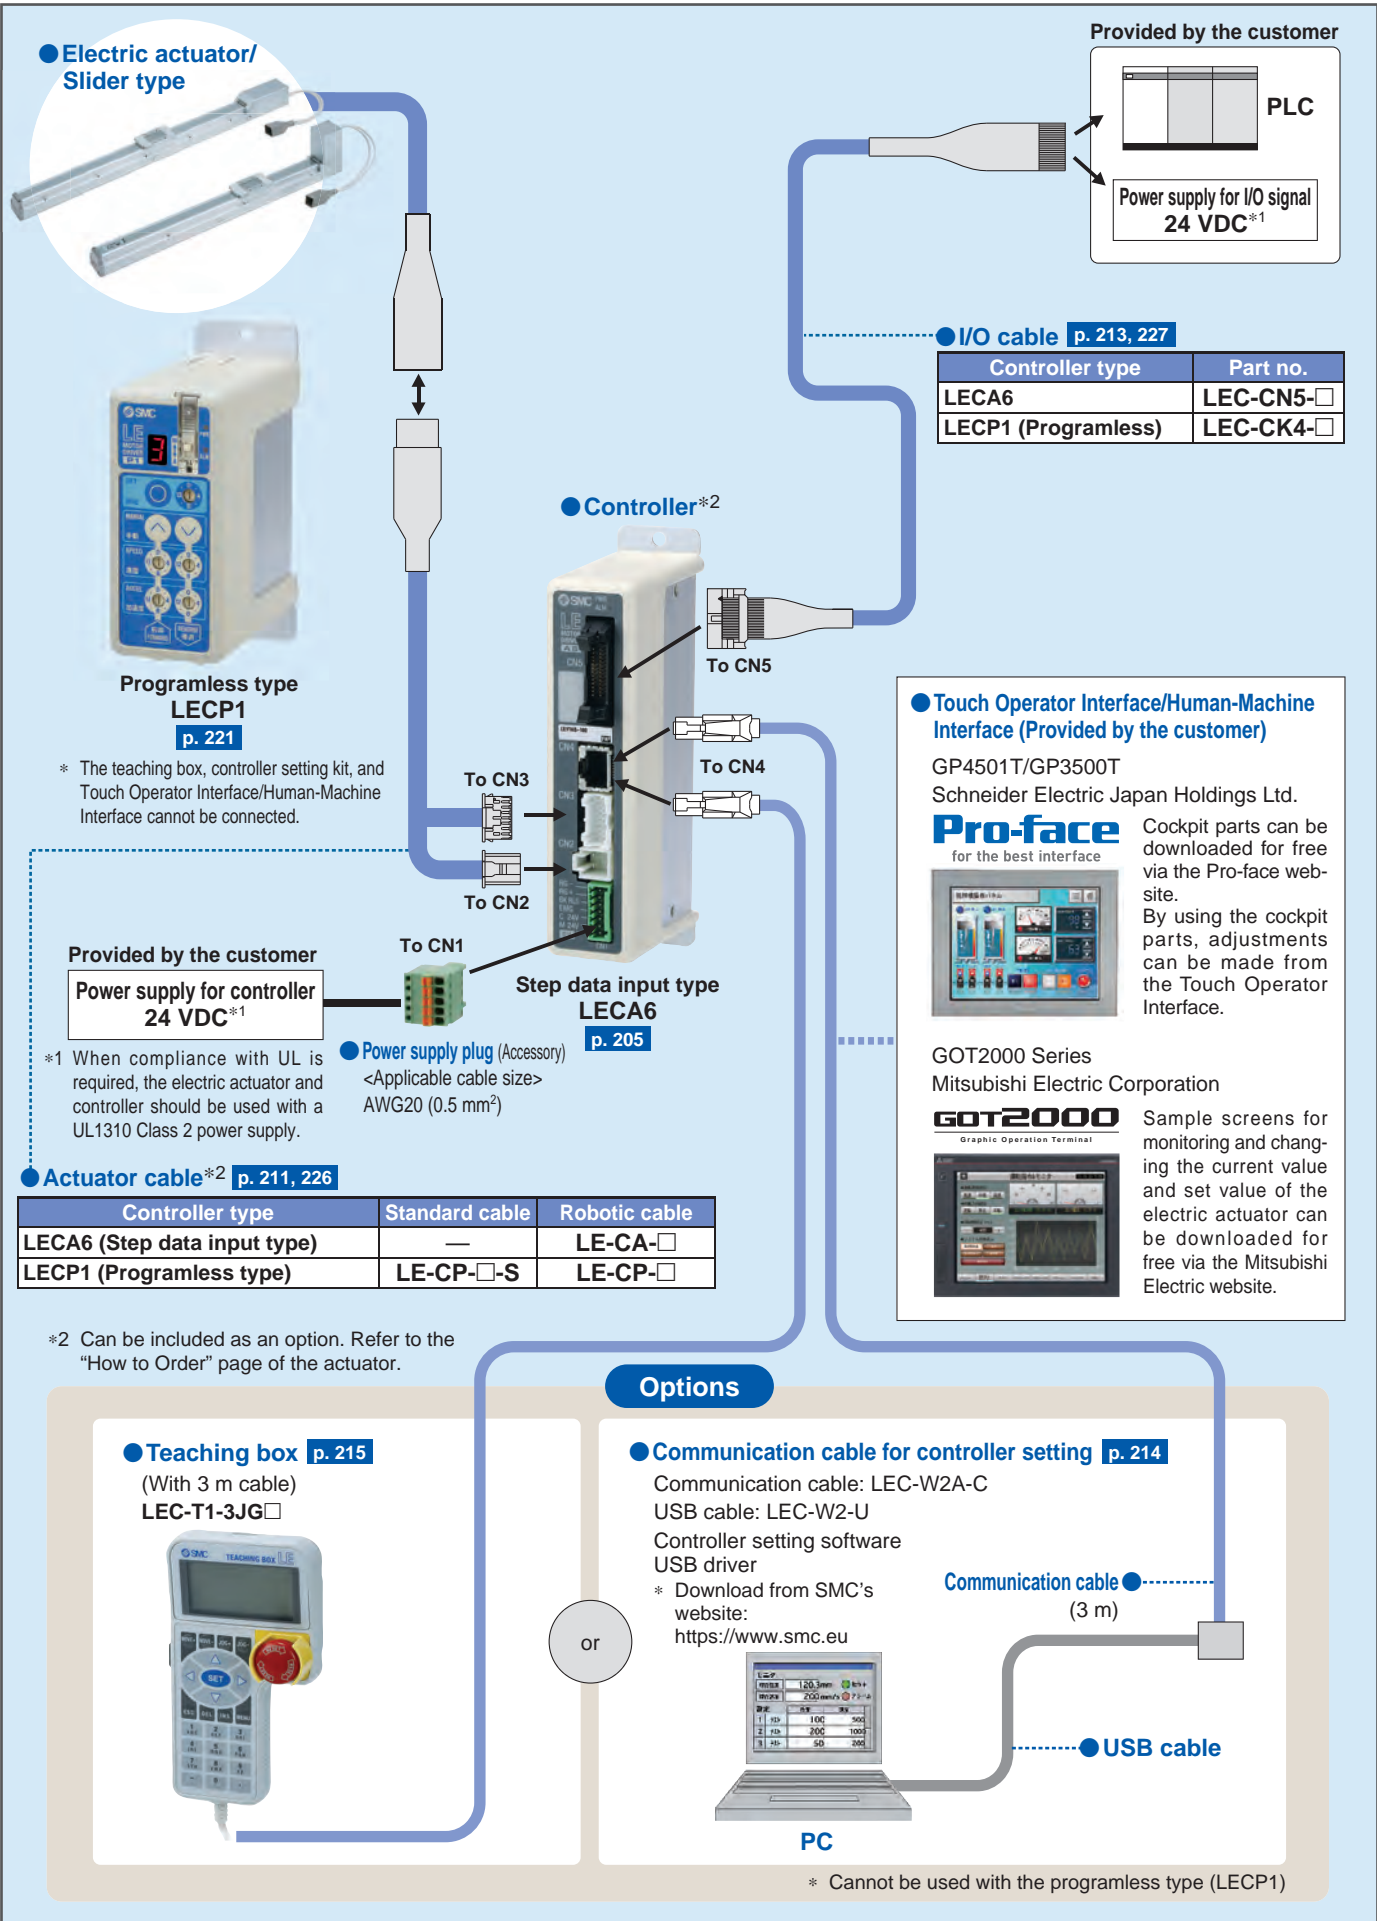 Electric actuator/
Slider type
Provided by the customer
PLC
Power supply for I/O signal
24 VDC*1
I/O cable p. 213, 227
Controller type Part no.
LECA6 LEC-CN5-□
LECP1 (Programless) LEC-CK4-□
SMC
LE
Controller*2
SMC
LE
CN5
CN4
CN3
CN2
To CN5
To CN4
To CN3
To CN2
To CN1
Programless type
LECP1
p. 221
* The teaching box, controller setting kit, and
Touch Operator Interface/Human-Machine
Interface cannot be connected.
Provided by the customer
Power supply for controller
24 VDC*1
*1 When compliance with UL is
required, the electric actuator and
controller should be used with a
UL1310 Class 2 power supply.
Power supply plug (Accessory)
<Applicable cable size>
AWG20 (0.5 mm²)
Step data input type
LECA6
p. 205
Touch Operator Interface/Human-Machine
Interface (Provided by the customer)
GP4501T/GP3500T
Schneider Electric Japan Holdings Ltd.
Pro-face
for the best interface
Cockpit parts can be
downloaded for free
via the Pro-face web-
site.
By using the cockpit
parts, adjustments
can be made from
the Touch Operator
Interface.
GOT2000 Series
Mitsubishi Electric Corporation
GOT2000
Graphic Operation Terminal
Sample screens for
monitoring and chang-
ing the current value
and set value of the
electric actuator can
be downloaded for
free via the Mitsubishi
Electric website.
Actuator cable*2 p. 211, 226
Controller type Standard cable Robotic cable
LECA6 (Step data input type) — LE-CA-□
LECP1 (Programless type) LE-CP-□-S LE-CP-□
*2 Can be included as an option. Refer to the
“How to Order” page of the actuator.
Options
Teaching box p. 215
(With 3 m cable)
LEC-T1-3JG□
SMC TEACHING BOX LE
SET
or
Communication cable for controller setting p. 214
Communication cable: LEC-W2A-C
USB cable: LEC-W2-U
Controller setting software
USB driver
* Download from SMC’s
website:
https://www.smc.eu
Communication cable
(3 m)
USB cable
PC
* Cannot be used with the programless type (LECP1)